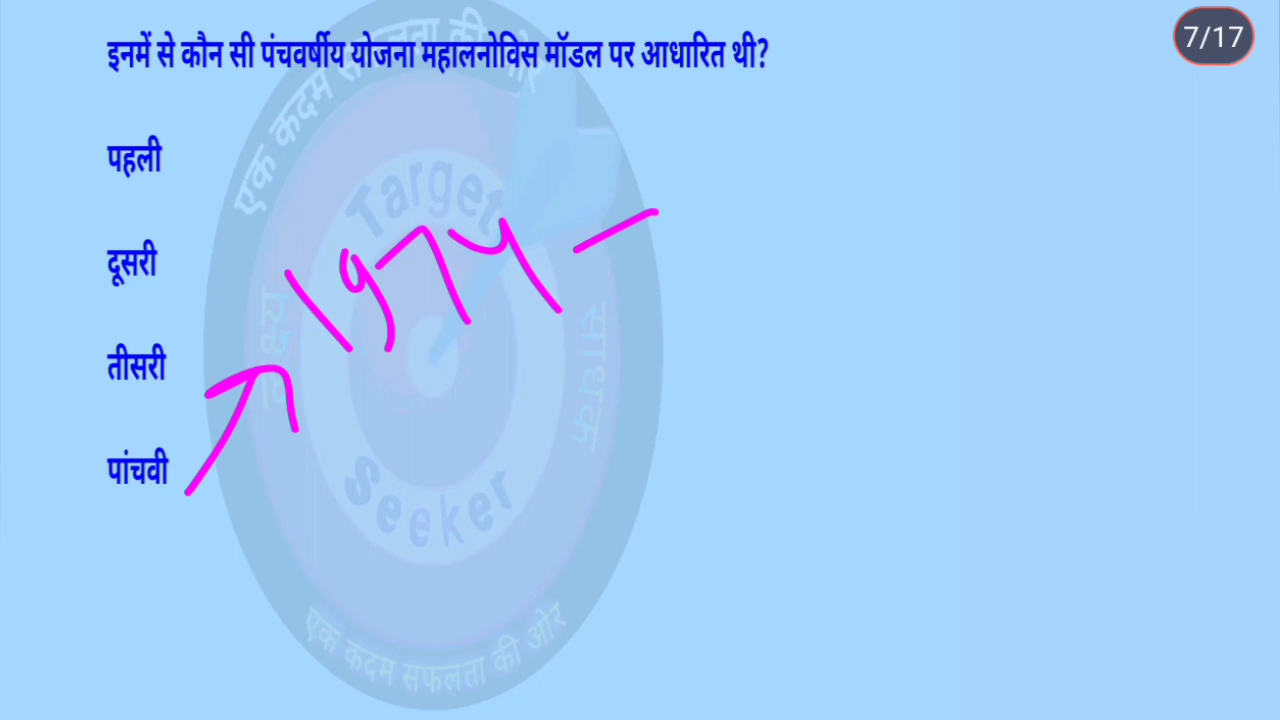 इनमें से कौन सी पंचवर्षीय योजना महालनोविस मॉडल पर आधारित थी?
7/17
पहली
दूसरी
तीसरी
पांचवी
1974-
एक कदम सफलता की ओर
Target
लक्ष्य
साधक
Seeker
एक कदम सफलता की ओर